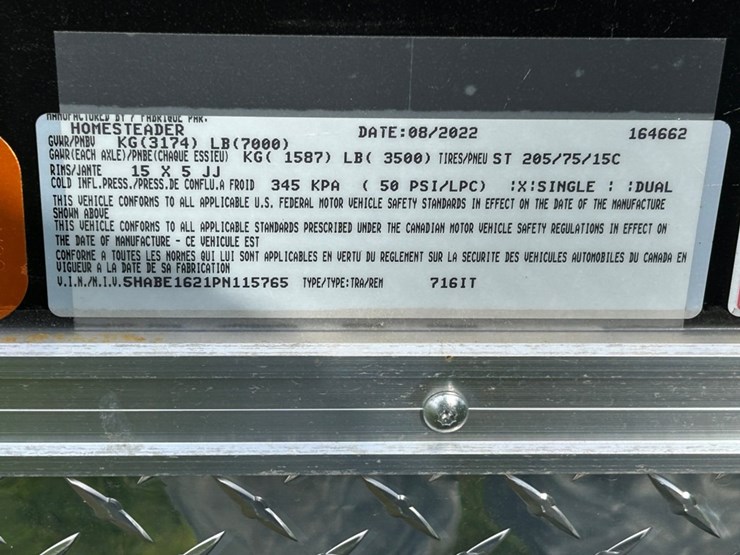 MANUFACTURED BY / FABRIQUE PAR:
HOMESTEADER DATE:08/2022 164662
GVWR/PNBV KG(3174) LB(7000)
GAWR(EACH AXLE)/PNBE(CHAQUE ESSIEU) KG( 1587) LB( 3500) TIRES/PNEU ST 205/75/15C
RIMS/JANTE 15 X 5 JJ
COLD INFL.PRESS./PRESS.DE CONFLU.A FROID 345 KPA ( 50 PSI/LPC) :X:SINGLE : :DUAL
THIS VEHICLE CONFORMS TO ALL APPLICABLE U.S. FEDERAL MOTOR VEHICLE SAFETY STANDARDS IN EFFECT ON THE DATE OF THE MANUFACTURE
SHOWN ABOVE
THIS VEHICLE CONFORMS TO ALL APPLICABLE STANDARDS PRESCRIBED UNDER THE CANADIAN MOTOR VEHICLE SAFETY REGULATIONS IN EFFECT ON
THE DATE OF MANUFACTURE - CE VEHICULE EST
CONFORME A TOUTES LES NORMES QUI LUI SONT APPLICABLES EN VERTU DU REGLEMENT SUR LA SECURITE DES VEHICULES AUTOMOBILES DU CANADA EN
VIGUEUR A LA DATE DE SA FABRICATION
V.I.N./N.I.V.5HABE1621PN115765 TYPE/TYPE:TRA/REM 716IT